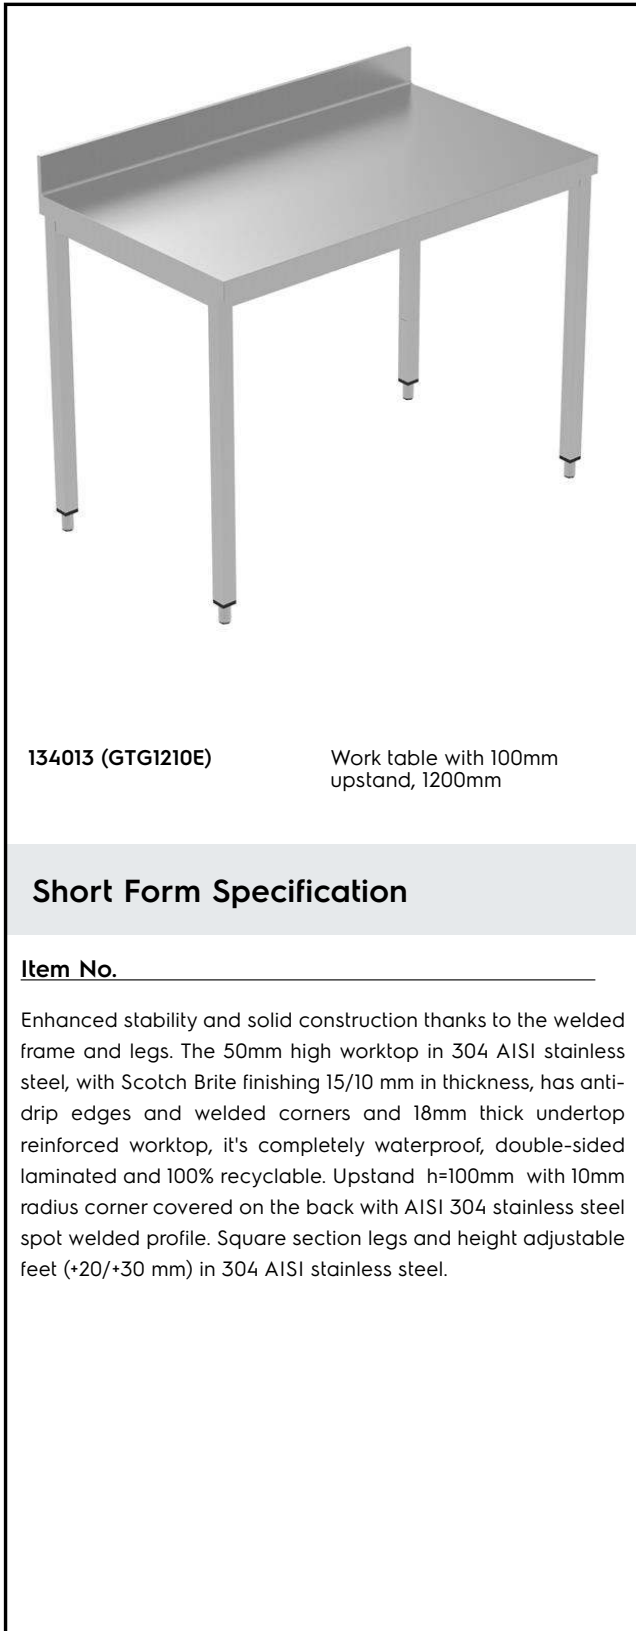 134013 (GTG1210E)
Work table with 100mm
upstand, 1200mm
Short Form Specification
Item No.
Enhanced stability and solid construction thanks to the welded
frame and legs. The 50mm high worktop in 304 AISI stainless
steel, with Scotch Brite finishing 15/10 mm in thickness, has anti-
drip edges and welded corners and 18mm thick undertop
reinforced worktop, it's completely waterproof, double-sided
laminated and 100% recyclable. Upstand h=100mm with 10mm
radius corner covered on the back with AISI 304 stainless steel
spot welded profile. Square section legs and height adjustable
feet (+20/+30 mm) in 304 AISI stainless steel.